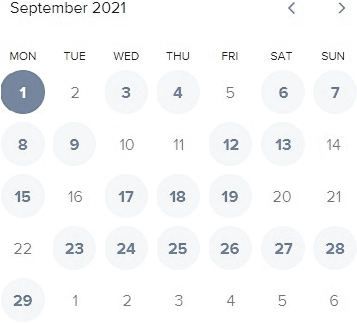 September 2021
MON TUE WED THU FRI SAT SUN
1 2 3 4 5 6 7
8 9 10 11 12 13 14
15 16 17 18 19 20 21
22 23 24 25 26 27 28
29 1 2 3 4 5 6